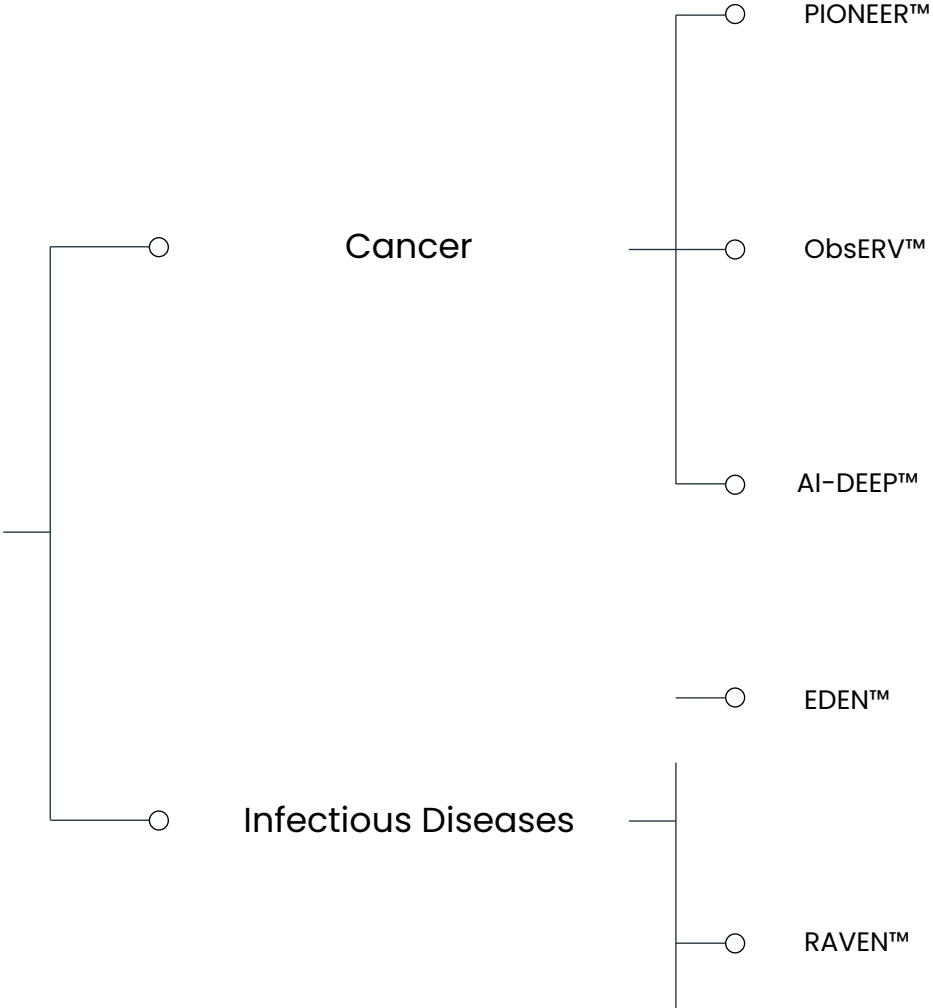 PIONEER™
Cancer
ObsERV™
AI-DEEP™
EDEN™
Infectious Diseases
RAVEN™